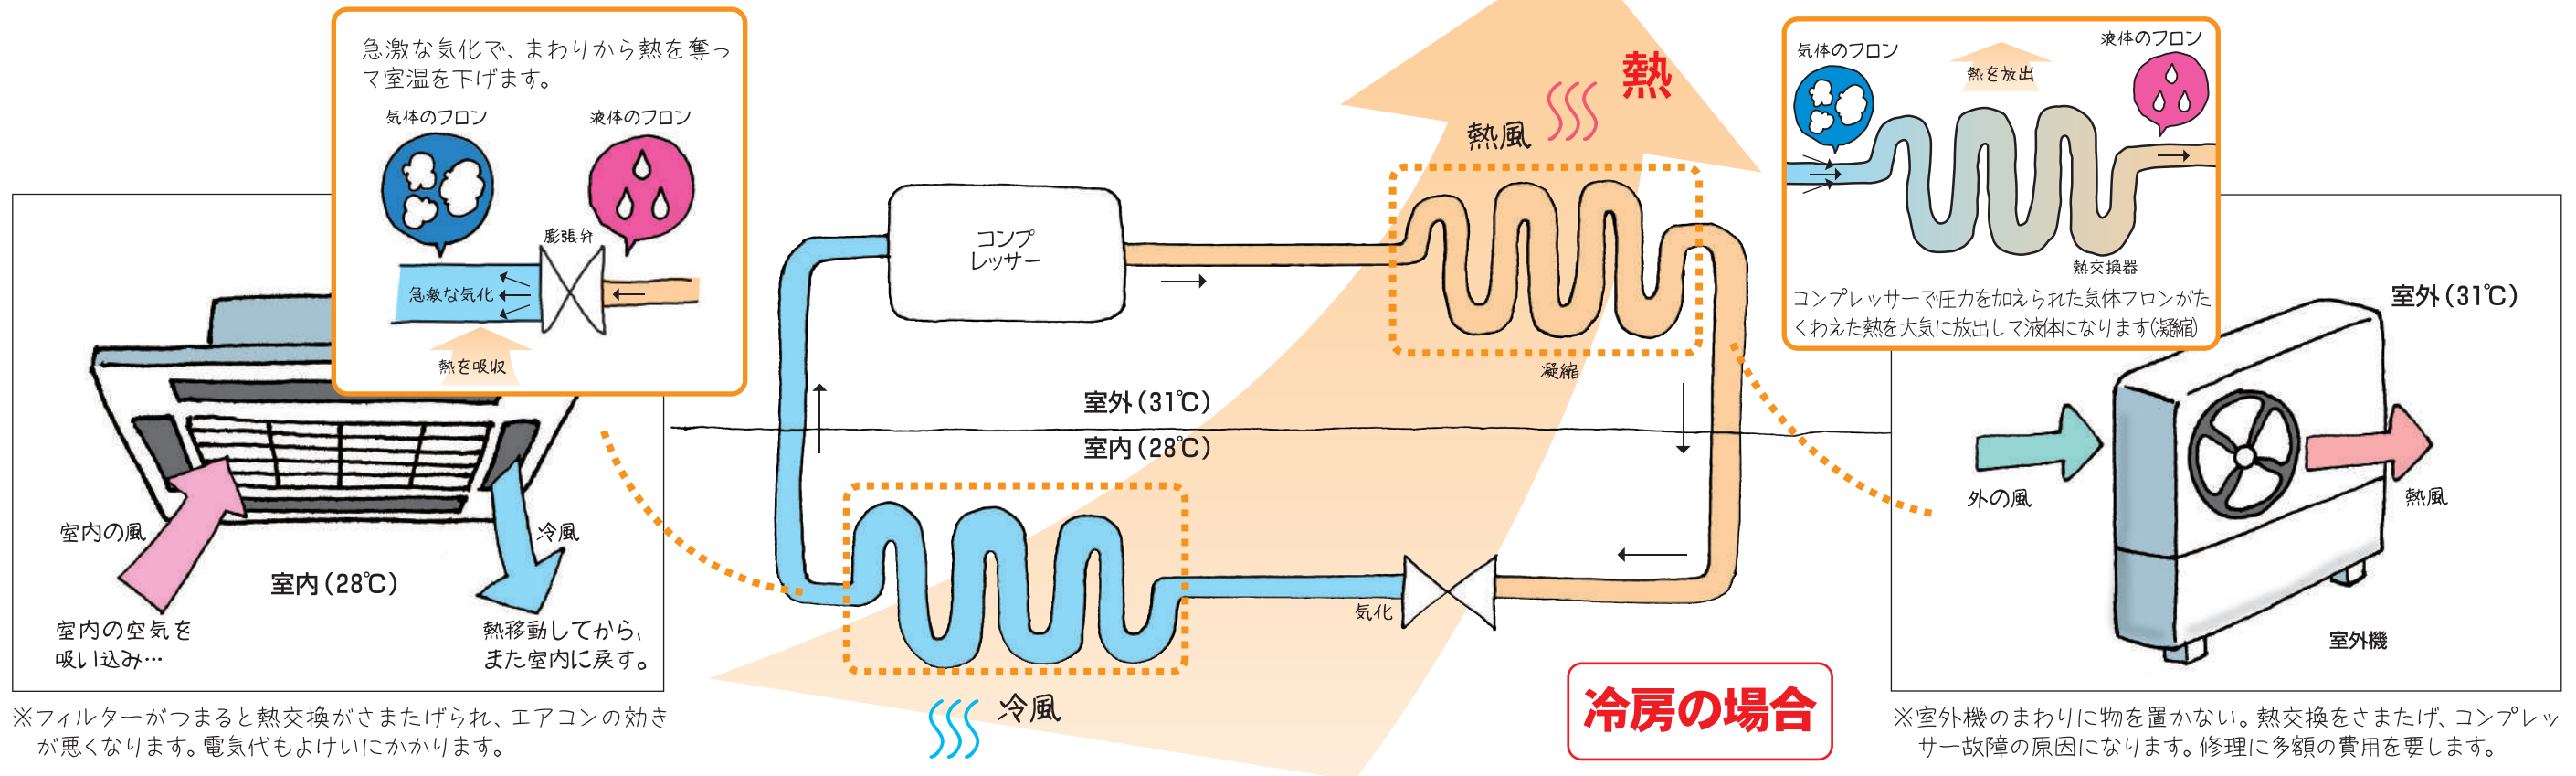 急激な気化で、まわりから熱を奪っ
て室温を下げます。
気体のフロン
液体のフロン
膨張弁
急激な気化
熱を吸収
室内の風
冷風
室内（28℃）
室内の空気を
吸い込み…
熱移動してから、
また室内に戻す。
※フィルターがつまると熱交換がさまたげられ、エアコンの効き
が悪くなります。電気代もよけいにかかります。
コンプ
レッサー
熱
熱風
凝縮
室外（31℃）
室内（28℃）
気化
冷風
冷房の場合
気体のフロン
熱を放出
液体のフロン
熱交換器
コンプレッサーで圧力を加えられた気体フロンがた
くわえた熱を大気に放出して液体になります（凝縮）
室外（31℃）
外の風
熱風
室外機
※室外機のまわりに物を置かない。熱交換をさまたげ、コンプレッ
サー故障の原因になります。修理に多額の費用を要します。